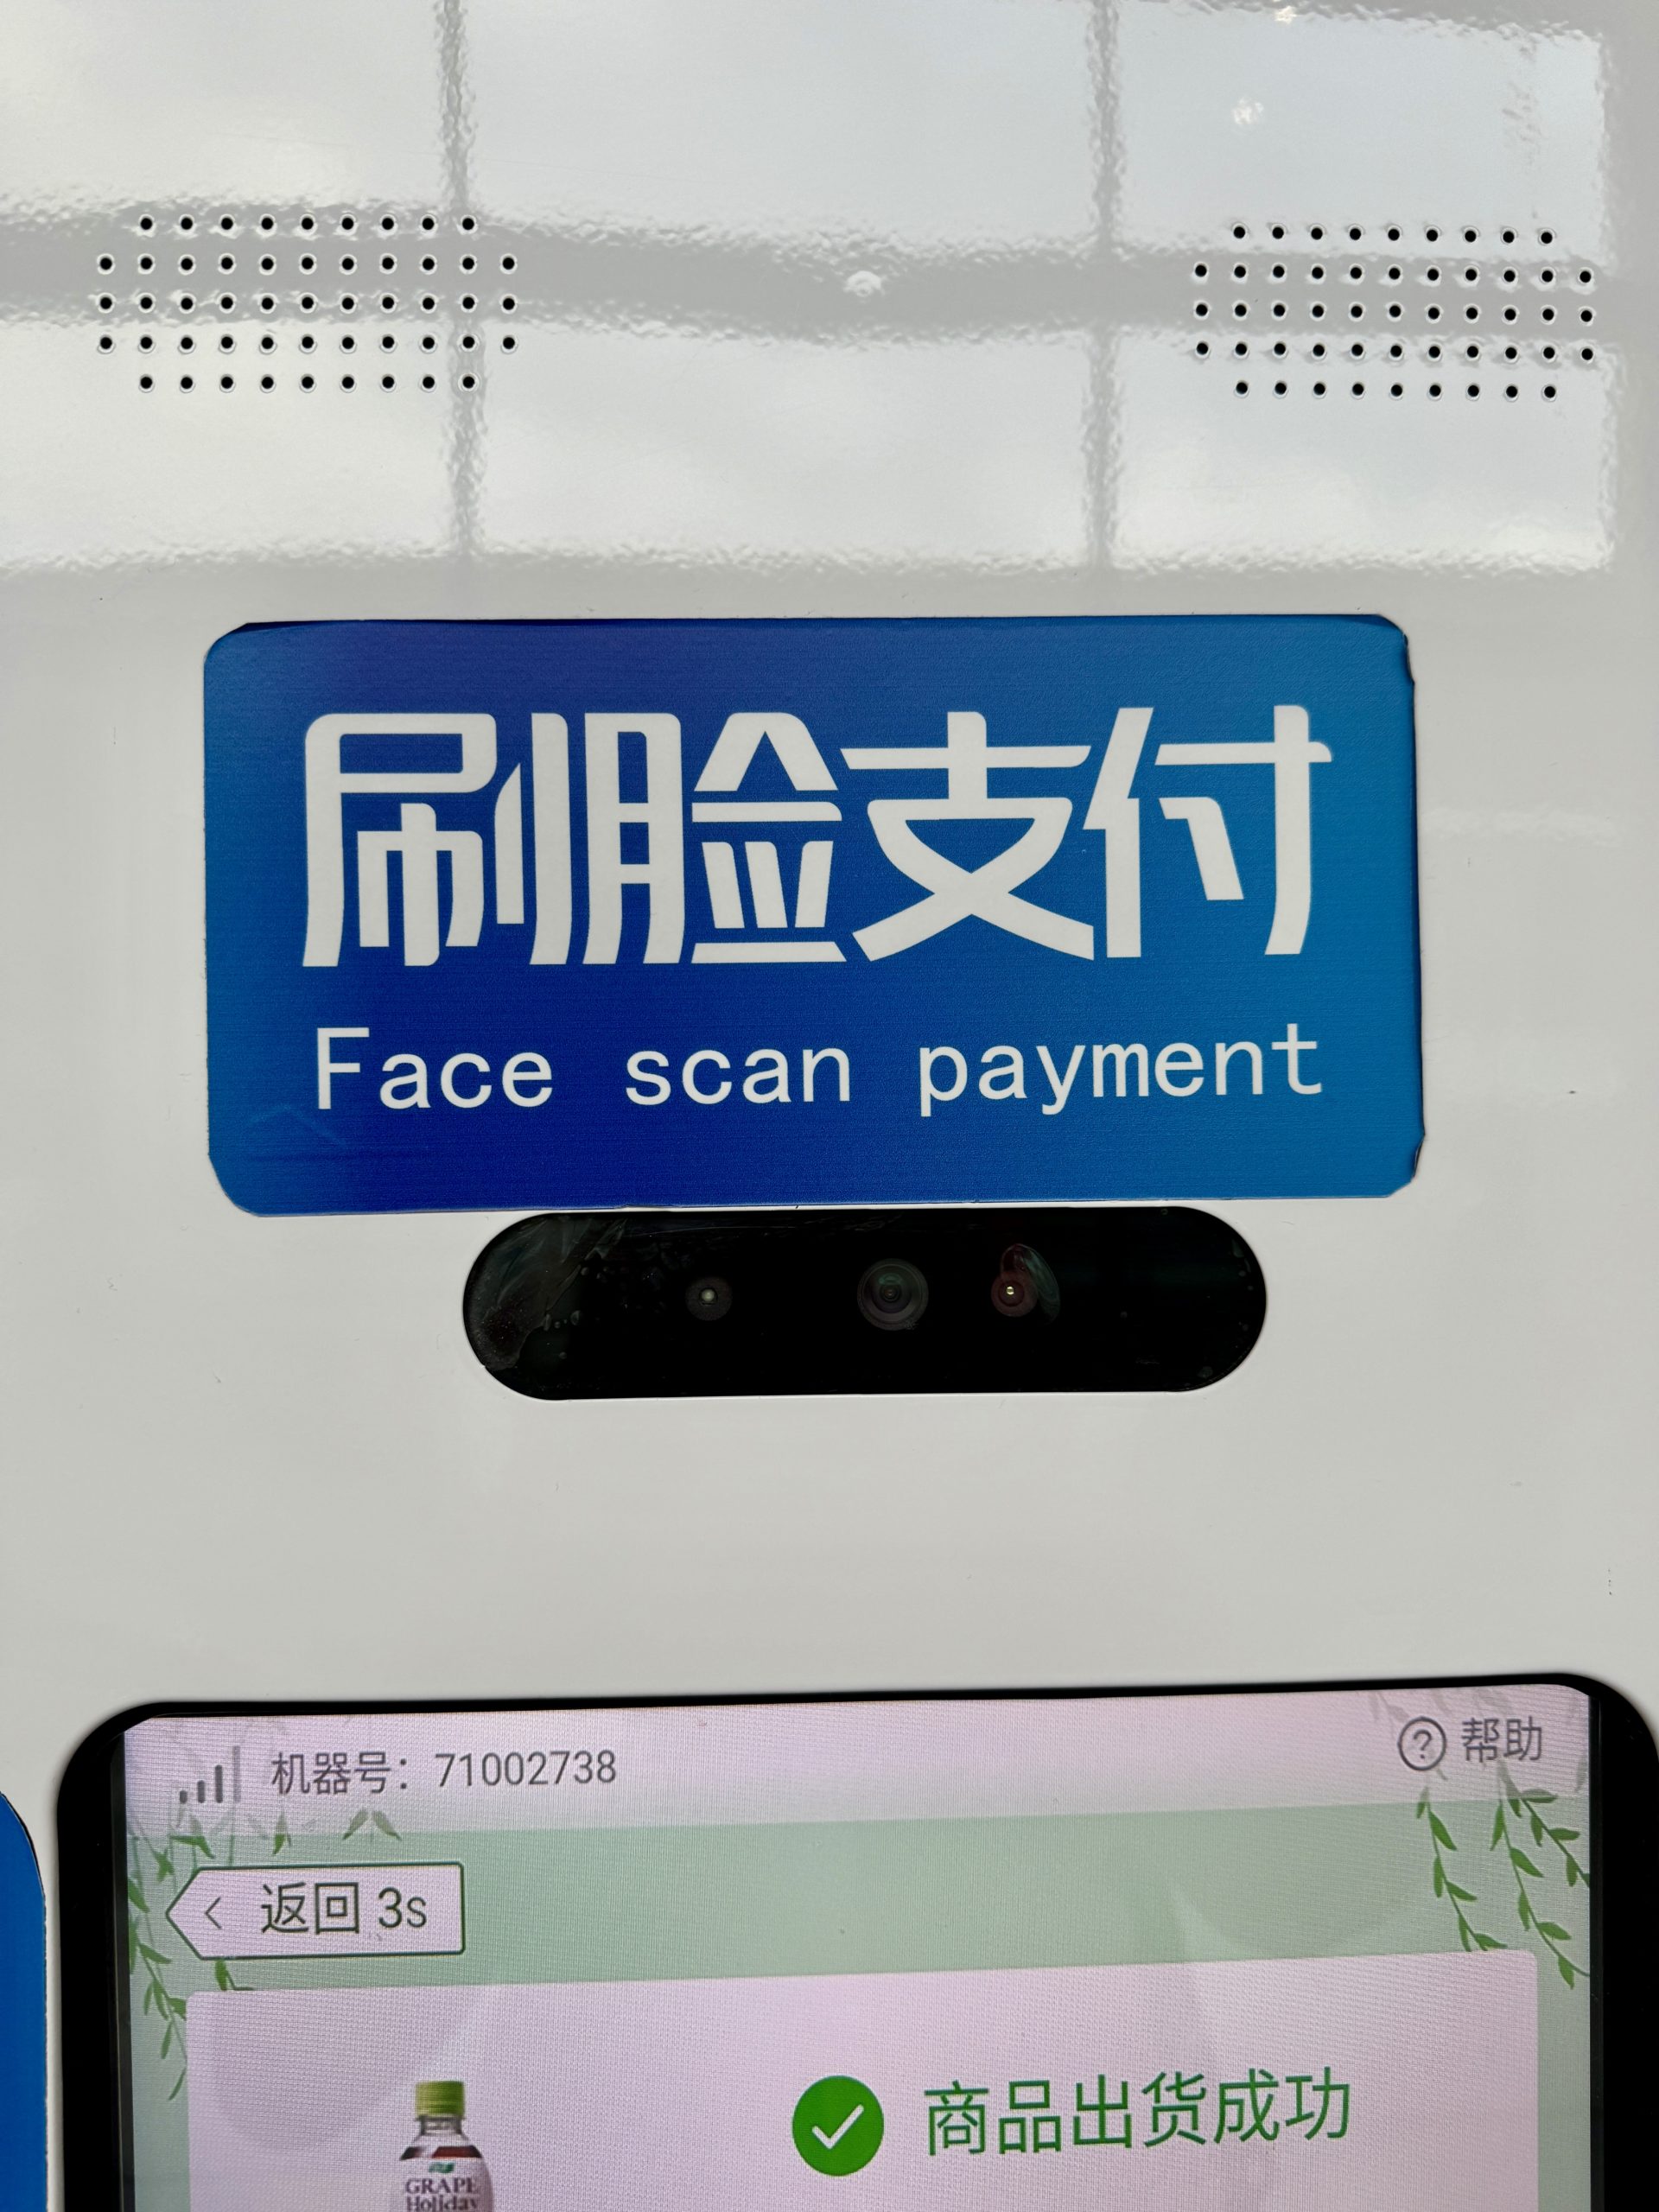 刷脸支付
Face scan payment
机器号：71002738
? 帮助
返回 3s
商品出货成功
GRAPE
Holiday